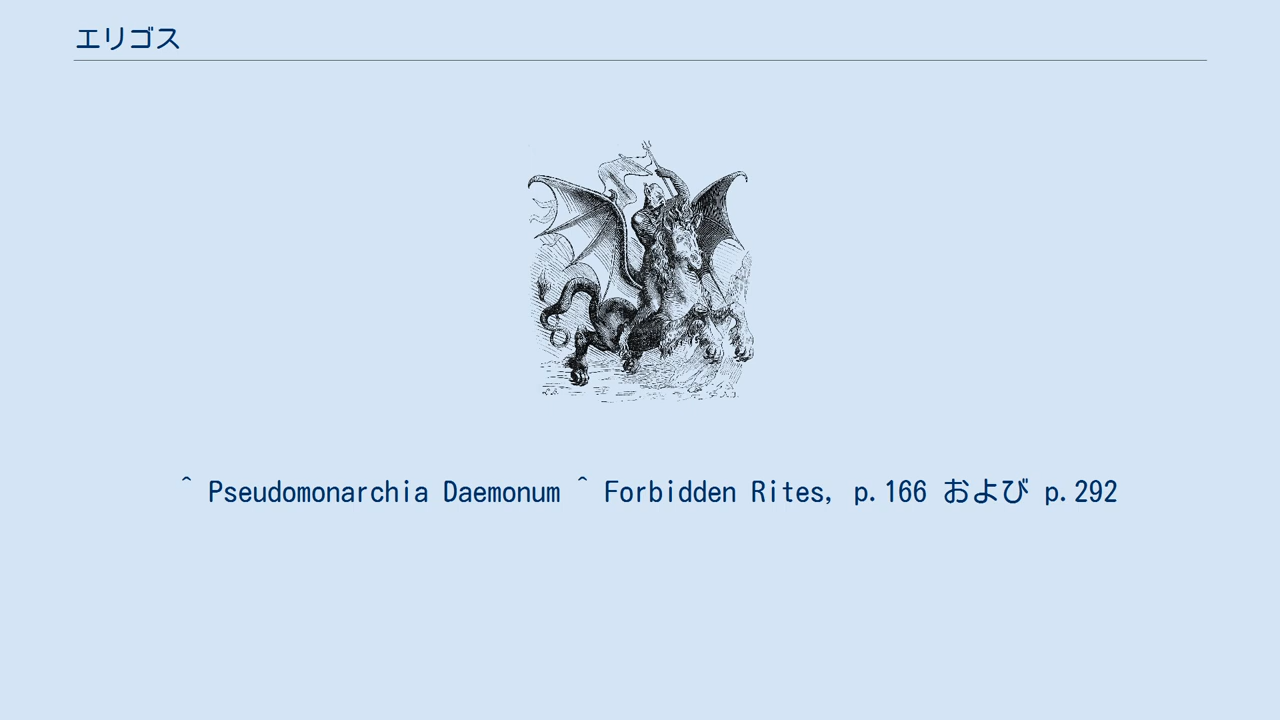 エリゴス
^ Pseudomonarchia Daemonum ^ Forbidden Rites, p.166 および p.292